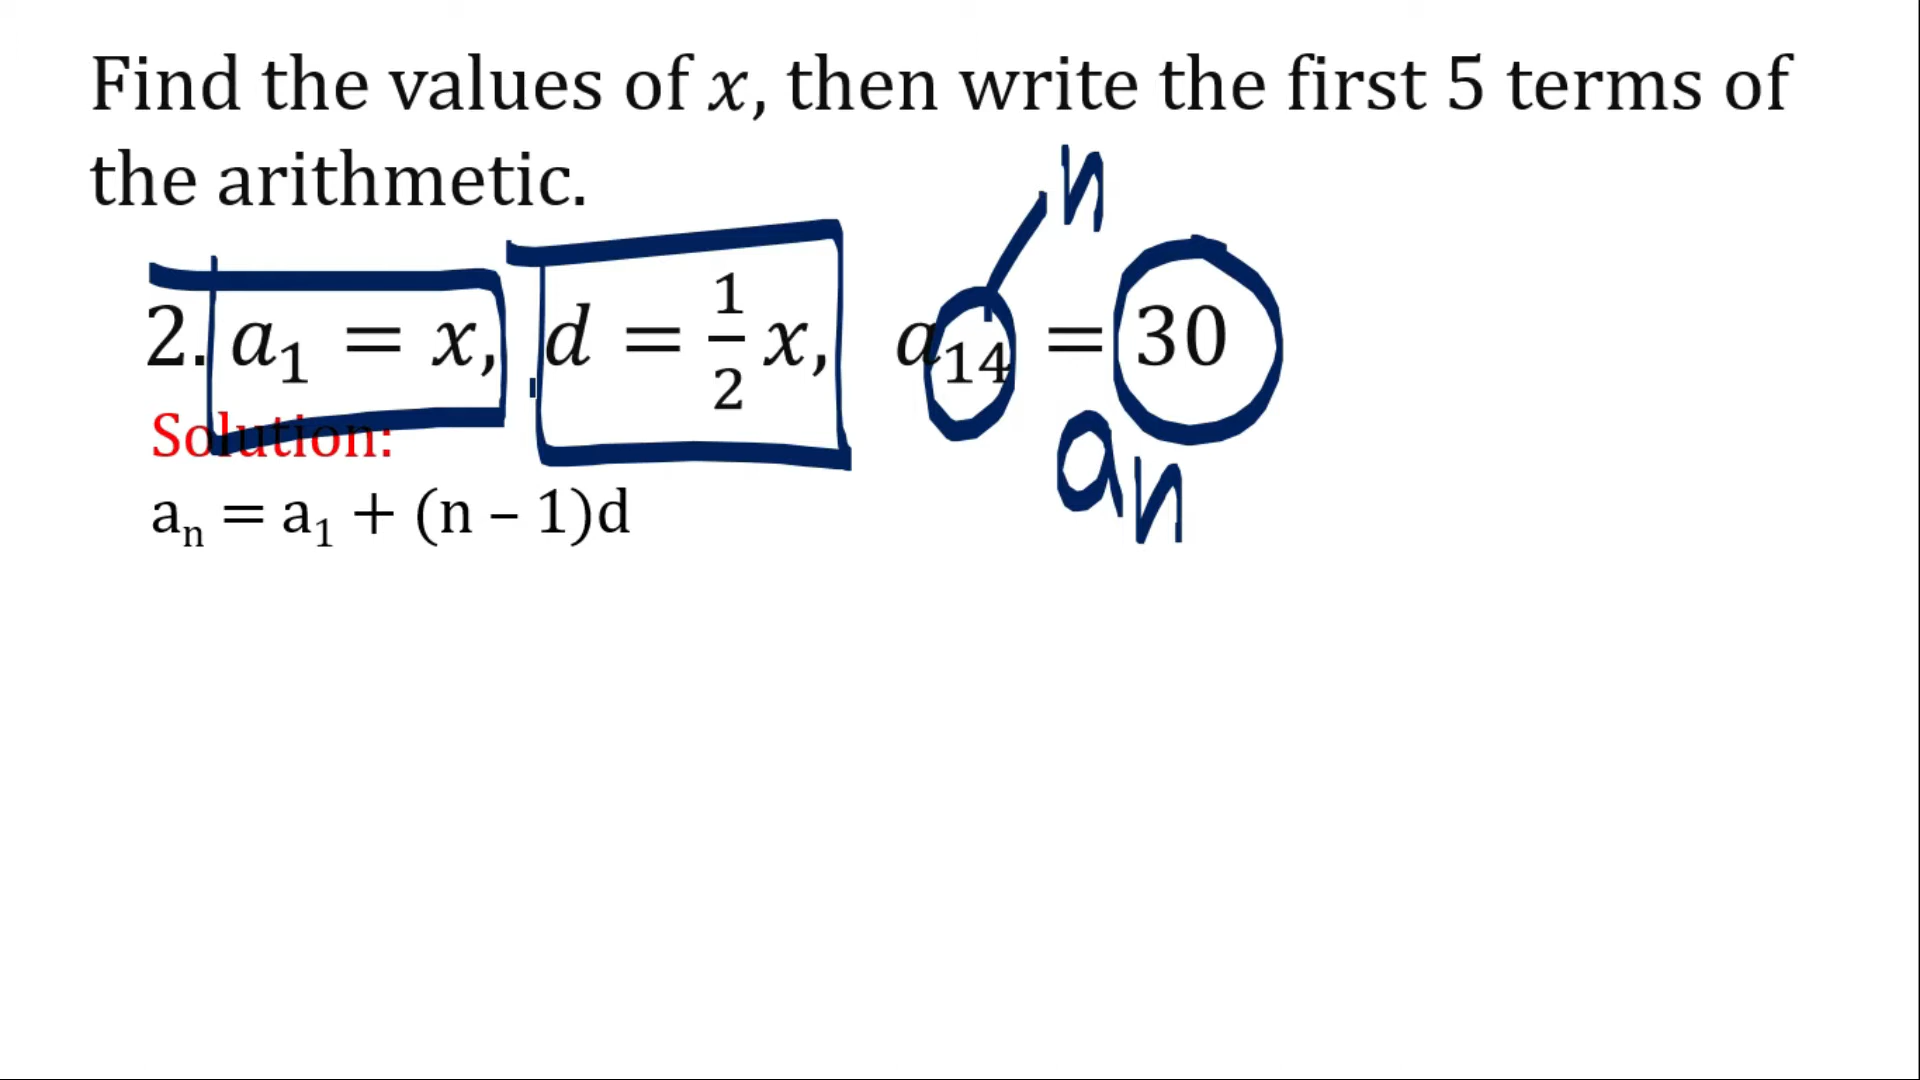 Find the values of x, then write the first 5 terms of
the arithmetic.
n
2. a₁ = x, d = ½ x, a₁₄ = 30
Solution:
aₙ
aₙ = a₁ + (n – 1)d